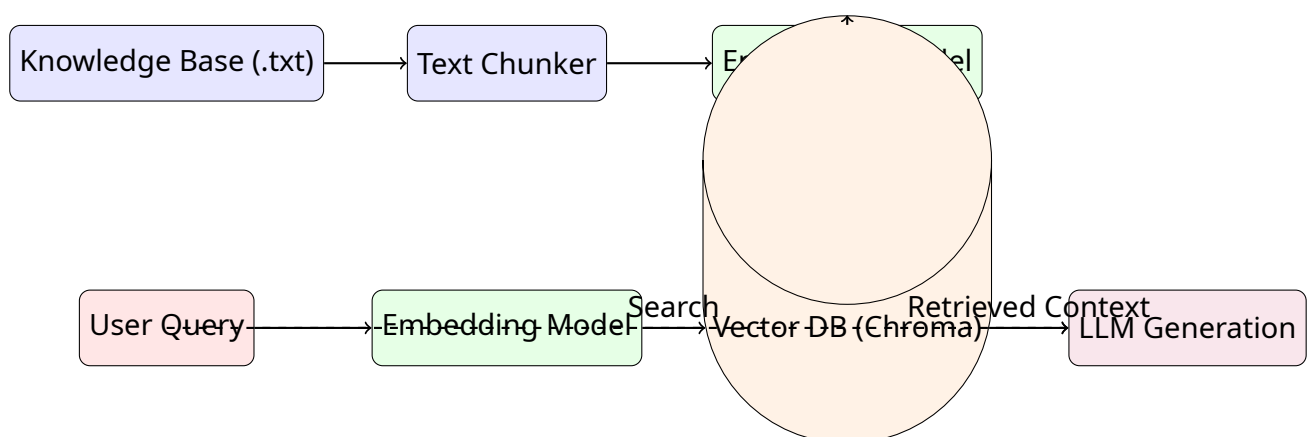 Knowledge Base (.txt)
Text Chunker
User Query
Embedding Model
Search
Vector DB (Chroma)
Retrieved Context
LLM Generation